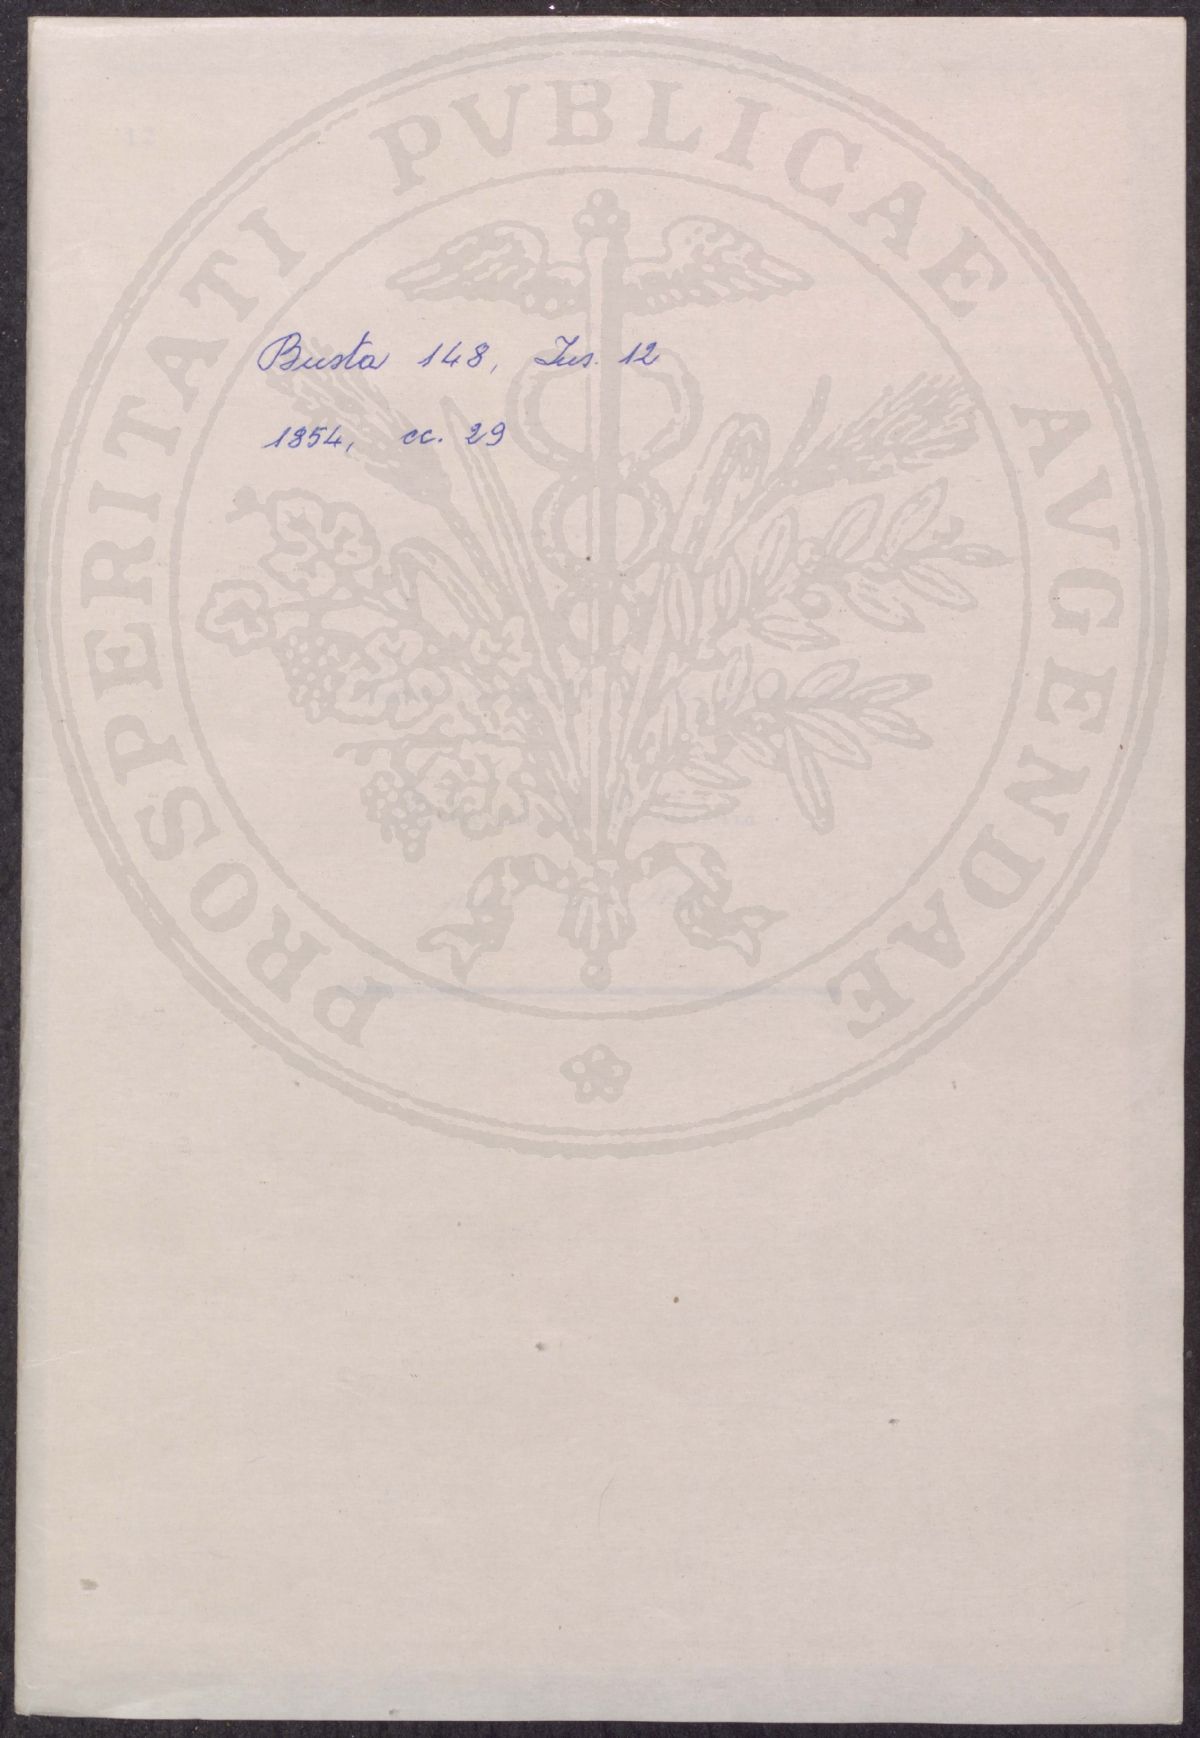 Busta 148, Ins. 12
1854, cc. 29
PROSPERITATI PVBLICAE AVGENDAE